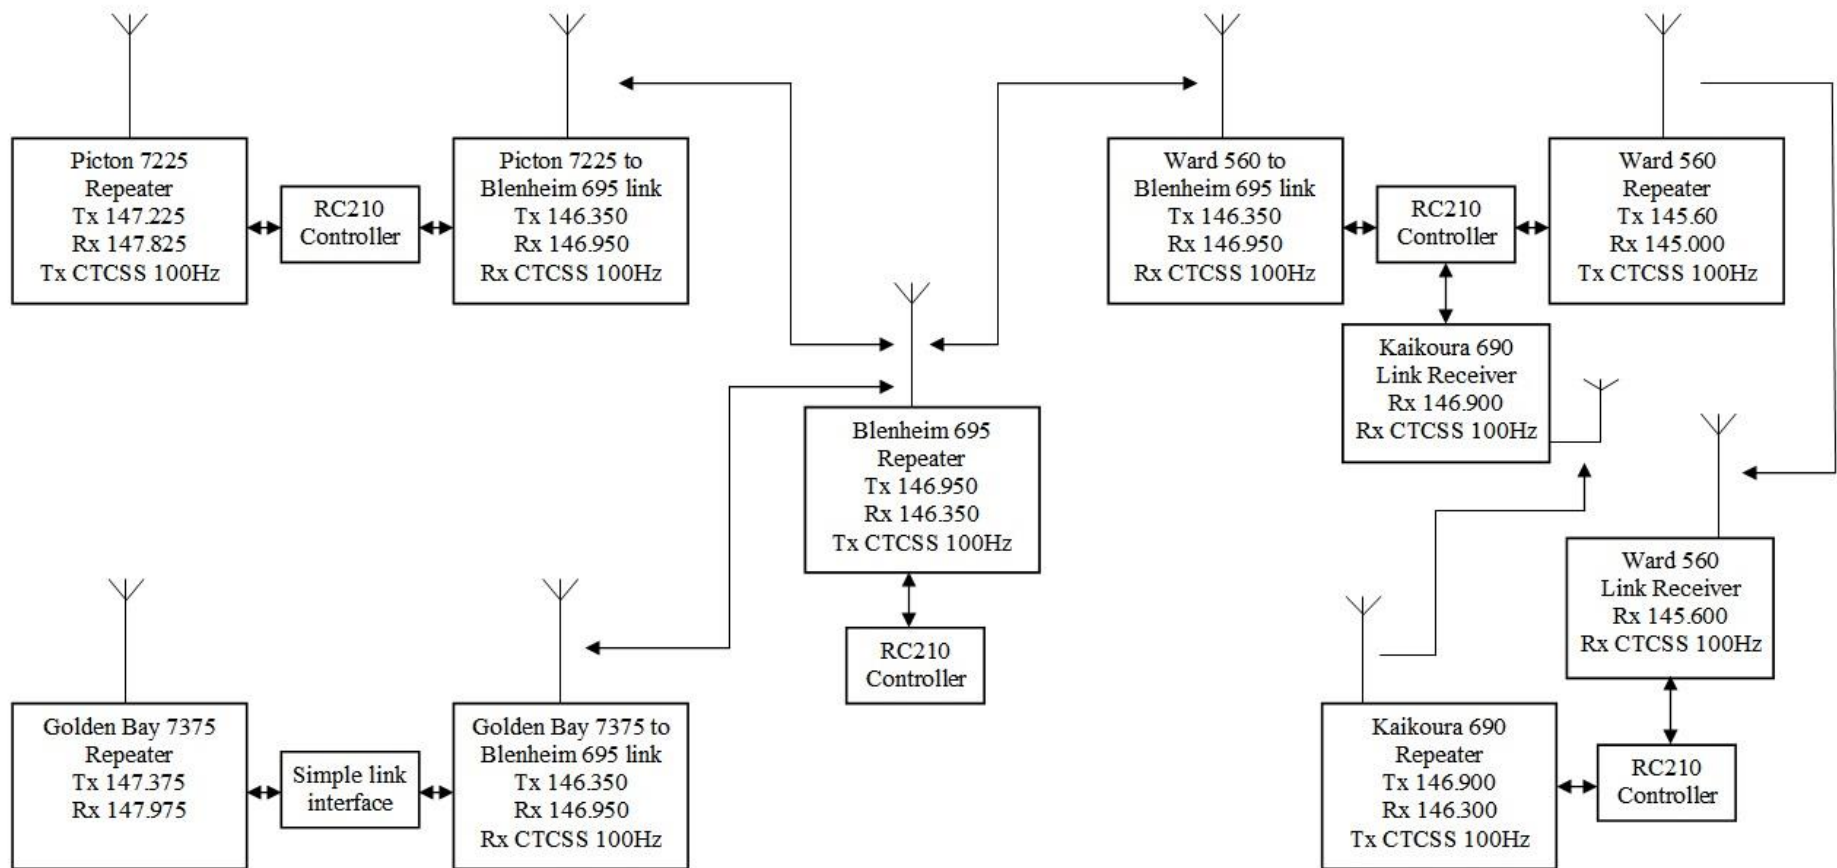 Picton 7225
Repeater
Tx 147.225
Rx 147.825
Tx CTCSS 100Hz
RC210
Controller
Picton 7225 to
Blenheim 695 link
Tx 146.350
Rx 146.950
Rx CTCSS 100Hz
Ward 560 to
Blenheim 695 link
Tx 146.350
Rx 146.950
Rx CTCSS 100Hz
RC210
Controller
Ward 560
Repeater
Tx 145.60
Rx 145.000
Tx CTCSS 100Hz
Kaikoura 690
Link Receiver
Rx 146.900
Rx CTCSS 100Hz
Blenheim 695
Repeater
Tx 146.950
Rx 146.350
Tx CTCSS 100Hz
RC210
Controller
Ward 560
Link Receiver
Rx 145.600
Rx CTCSS 100Hz
Golden Bay 7375
Repeater
Tx 147.375
Rx 147.975
Simple link
interface
Golden Bay 7375 to
Blenheim 695 link
Tx 146.350
Rx 146.950
Rx CTCSS 100Hz
Kaikoura 690
Repeater
Tx 146.900
Rx 146.300
Tx CTCSS 100Hz
RC210
Controller